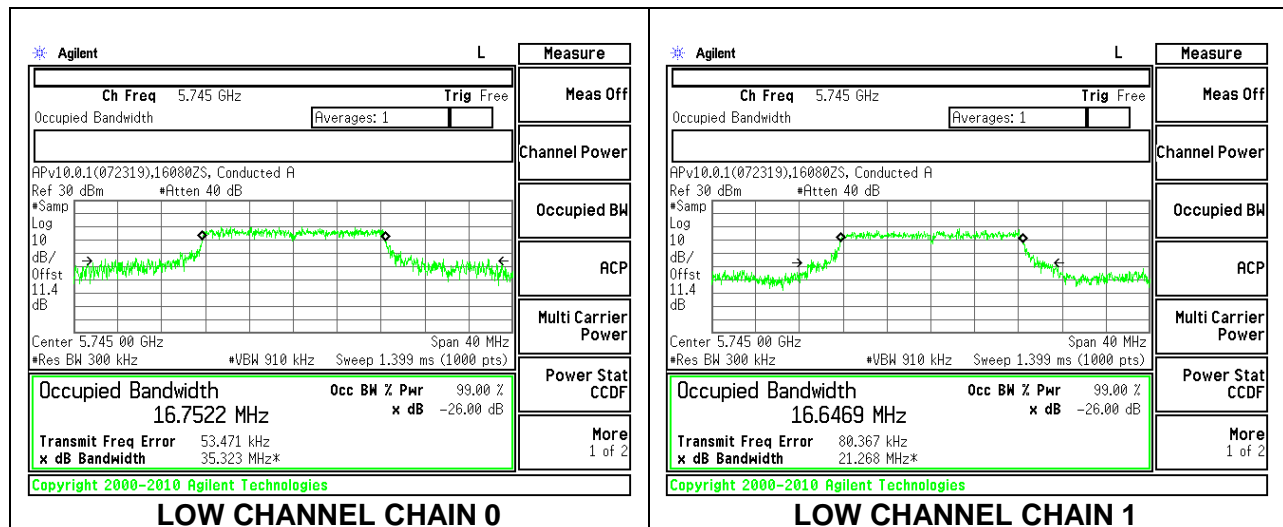 Agilent L
Measure
Ch Freq 5.745 GHz Trig Free
Occupied Bandwidth Averages: 1
APv10.0.1(072319),16080ZS, Conducted A
Ref 30 dBm #Atten 40 dB
#Samp
Log
10
dB/
Offst
11.4
dB
Center 5.745 00 GHz Span 40 MHz
#Res BW 300 kHz #VBW 910 kHz Sweep 1.399 ms (1000 pts)
Occupied Bandwidth Occ BW % Pwr 99.00 %
16.7522 MHz x dB -26.00 dB
Transmit Freq Error 53.471 kHz
x dB Bandwidth 35.323 MHz*
Copyright 2000-2010 Agilent Technologies
Meas Off
Channel Power
Occupied BW
ACP
Multi Carrier
Power
Power Stat
CCDF
More
1 of 2
LOW CHANNEL CHAIN 0
Agilent L
Measure
Ch Freq 5.745 GHz Trig Free
Occupied Bandwidth Averages: 1
APv10.0.1(072319),16080ZS, Conducted A
Ref 30 dBm #Atten 40 dB
#Samp
Log
10
dB/
Offst
11.4
dB
Center 5.745 00 GHz Span 40 MHz
#Res BW 300 kHz #VBW 910 kHz Sweep 1.399 ms (1000 pts)
Occupied Bandwidth Occ BW % Pwr 99.00 %
16.6469 MHz x dB -26.00 dB
Transmit Freq Error 80.367 kHz
x dB Bandwidth 21.268 MHz*
Copyright 2000-2010 Agilent Technologies
Meas Off
Channel Power
Occupied BW
ACP
Multi Carrier
Power
Power Stat
CCDF
More
1 of 2
LOW CHANNEL CHAIN 1